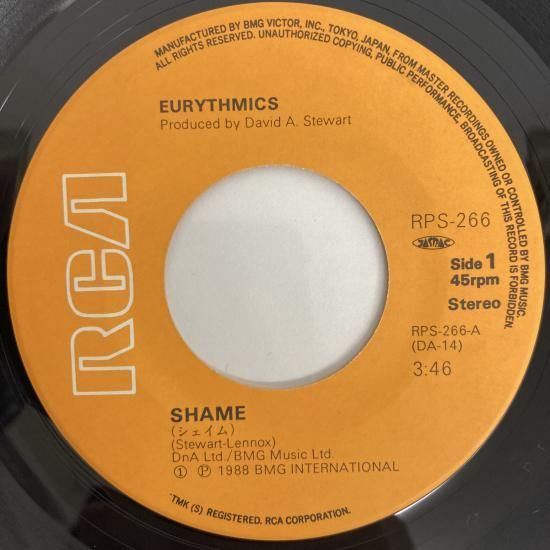 MANUFACTURED BY BMG VICTOR, INC., TOKYO, JAPAN, FROM MASTER RECORDINGS OWNED OR CONTROLLED BY BMG MUSIC.
ALL RIGHTS RESERVED. UNAUTHORIZED COPYING, PUBLIC PERFORMANCE, BROADCASTING OF THIS RECORD IS FORBIDDEN.
EURYTHMICS
Produced by David A. Stewart
RCA
RPS-266
JASRAC
Side 1
45rpm
Stereo
RPS-266-A
(DA-14)
3:46
SHAME
(シェイム)
(Stewart-Lennox)
DnA Ltd./BMG Music Ltd.
① ℗ 1988 BMG INTERNATIONAL
TMK (S) REGISTERED. RCA CORPORATION.